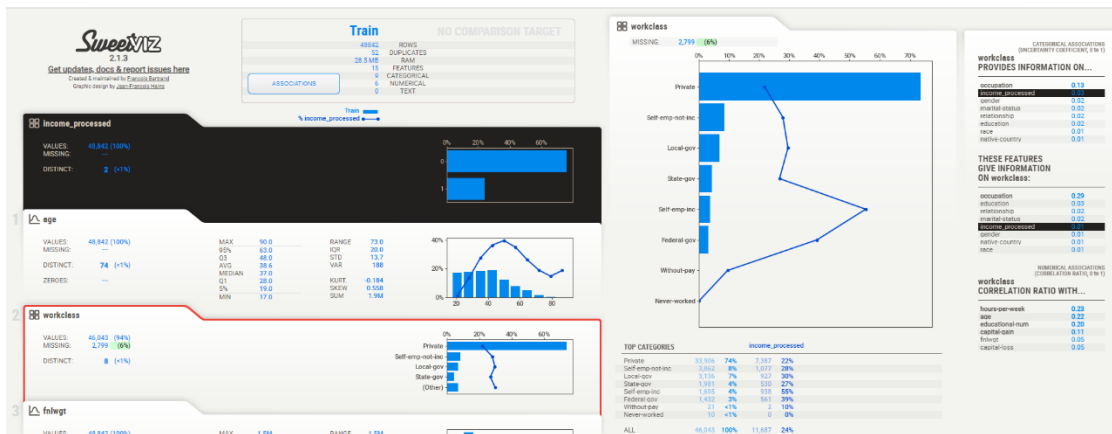 SweetVIZ
2.1.3
Get updates, docs & report issues here
Created & maintained by Francois Bertrand
Graphic design by Jean-Francois Hains
Train
NO COMPARISON TARGET
48842 ROWS
52 DUPLICATES
28.5 MB RAM
15 FEATURES
9 CATEGORICAL
6 NUMERICAL
0 TEXT
ASSOCIATIONS
Train
% income_processed
income_processed
VALUES: 48,842 (100%)
MISSING: ---
DISTINCT: 2 (<1%)
0% 20% 40% 60%
0
1
1
age
VALUES: 48,842 (100%)
MISSING: ---
DISTINCT: 74 (<1%)
ZEROES: ---
MAX 90.0
95% 63.0
Q3 48.0
AVG 38.6
MEDIAN 37.0
Q1 28.0
5% 19.0
MIN 17.0
RANGE 73.0
IQR 20.0
STD 13.7
VAR 188
KURT. -0.184
SKEW 0.558
SUM 1.9M
40%
20%
0%
20 40 60 80
2
workclass
VALUES: 46,043 (94%)
MISSING: 2,799 (6%)
DISTINCT: 8 (<1%)
0% 20% 40% 60%
Private
Self-emp-not-inc
Local-gov
State-gov
(Other)
3
fnlwgt
VALUES: 48,842 (100%)
MAX 1.5M
RANGE 1.5M
workclass
MISSING: 2,799 (6%)
0% 10% 20% 30% 40% 50% 60% 70%
Private
Self-emp-not-inc
Local-gov
State-gov
Self-emp-inc
Federal-gov
Without-pay
Never-worked
TOP CATEGORIES income_processed
Private 33,906 74% 7,387 22%
Self-emp-not-inc 3,862 8% 1,077 28%
Local-gov 3,136 7% 927 30%
State-gov 1,981 4% 530 27%
Self-emp-inc 1,695 4% 938 55%
Federal-gov 1,432 3% 561 39%
Without-pay 21 <1% 2 10%
Never-worked 10 <1% 0 0%
ALL 46,043 100% 11,687 24%
CATEGORICAL ASSOCIATIONS
(UNCERTAINTY COEFFICIENT, 0 to 1)
workclass
PROVIDES INFORMATION ON...
occupation 0.13
income_processed 0.03
gender 0.02
marital-status 0.02
relationship 0.02
education 0.02
race 0.01
native-country 0.01
THESE FEATURES
GIVE INFORMATION
ON workclass:
occupation 0.29
education 0.03
relationship 0.02
marital-status 0.02
income_processed 0.01
gender 0.01
native-country 0.01
race 0.01
NUMERICAL ASSOCIATIONS
(CORRELATION RATIO, 0 to 1)
workclass
CORRELATION RATIO WITH...
hours-per-week 0.23
age 0.22
educational-num 0.20
capital-gain 0.11
fnlwgt 0.05
capital-loss 0.05